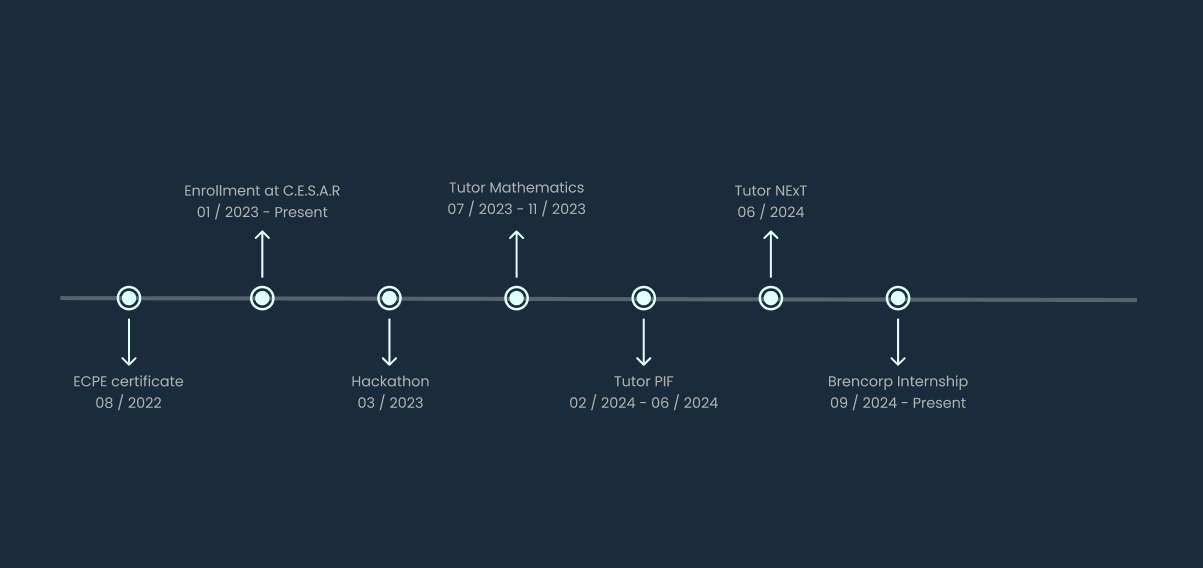 Enrollment at C.E.S.A.R
01 / 2023 - Present
Tutor Mathematics
07 / 2023 - 11 / 2023
Tutor NExT
06 / 2024
ECPE certificate
08 / 2022
Hackathon
03 / 2023
Tutor PIF
02 / 2024 - 06 / 2024
Brencorp Internship
09 / 2024 - Present